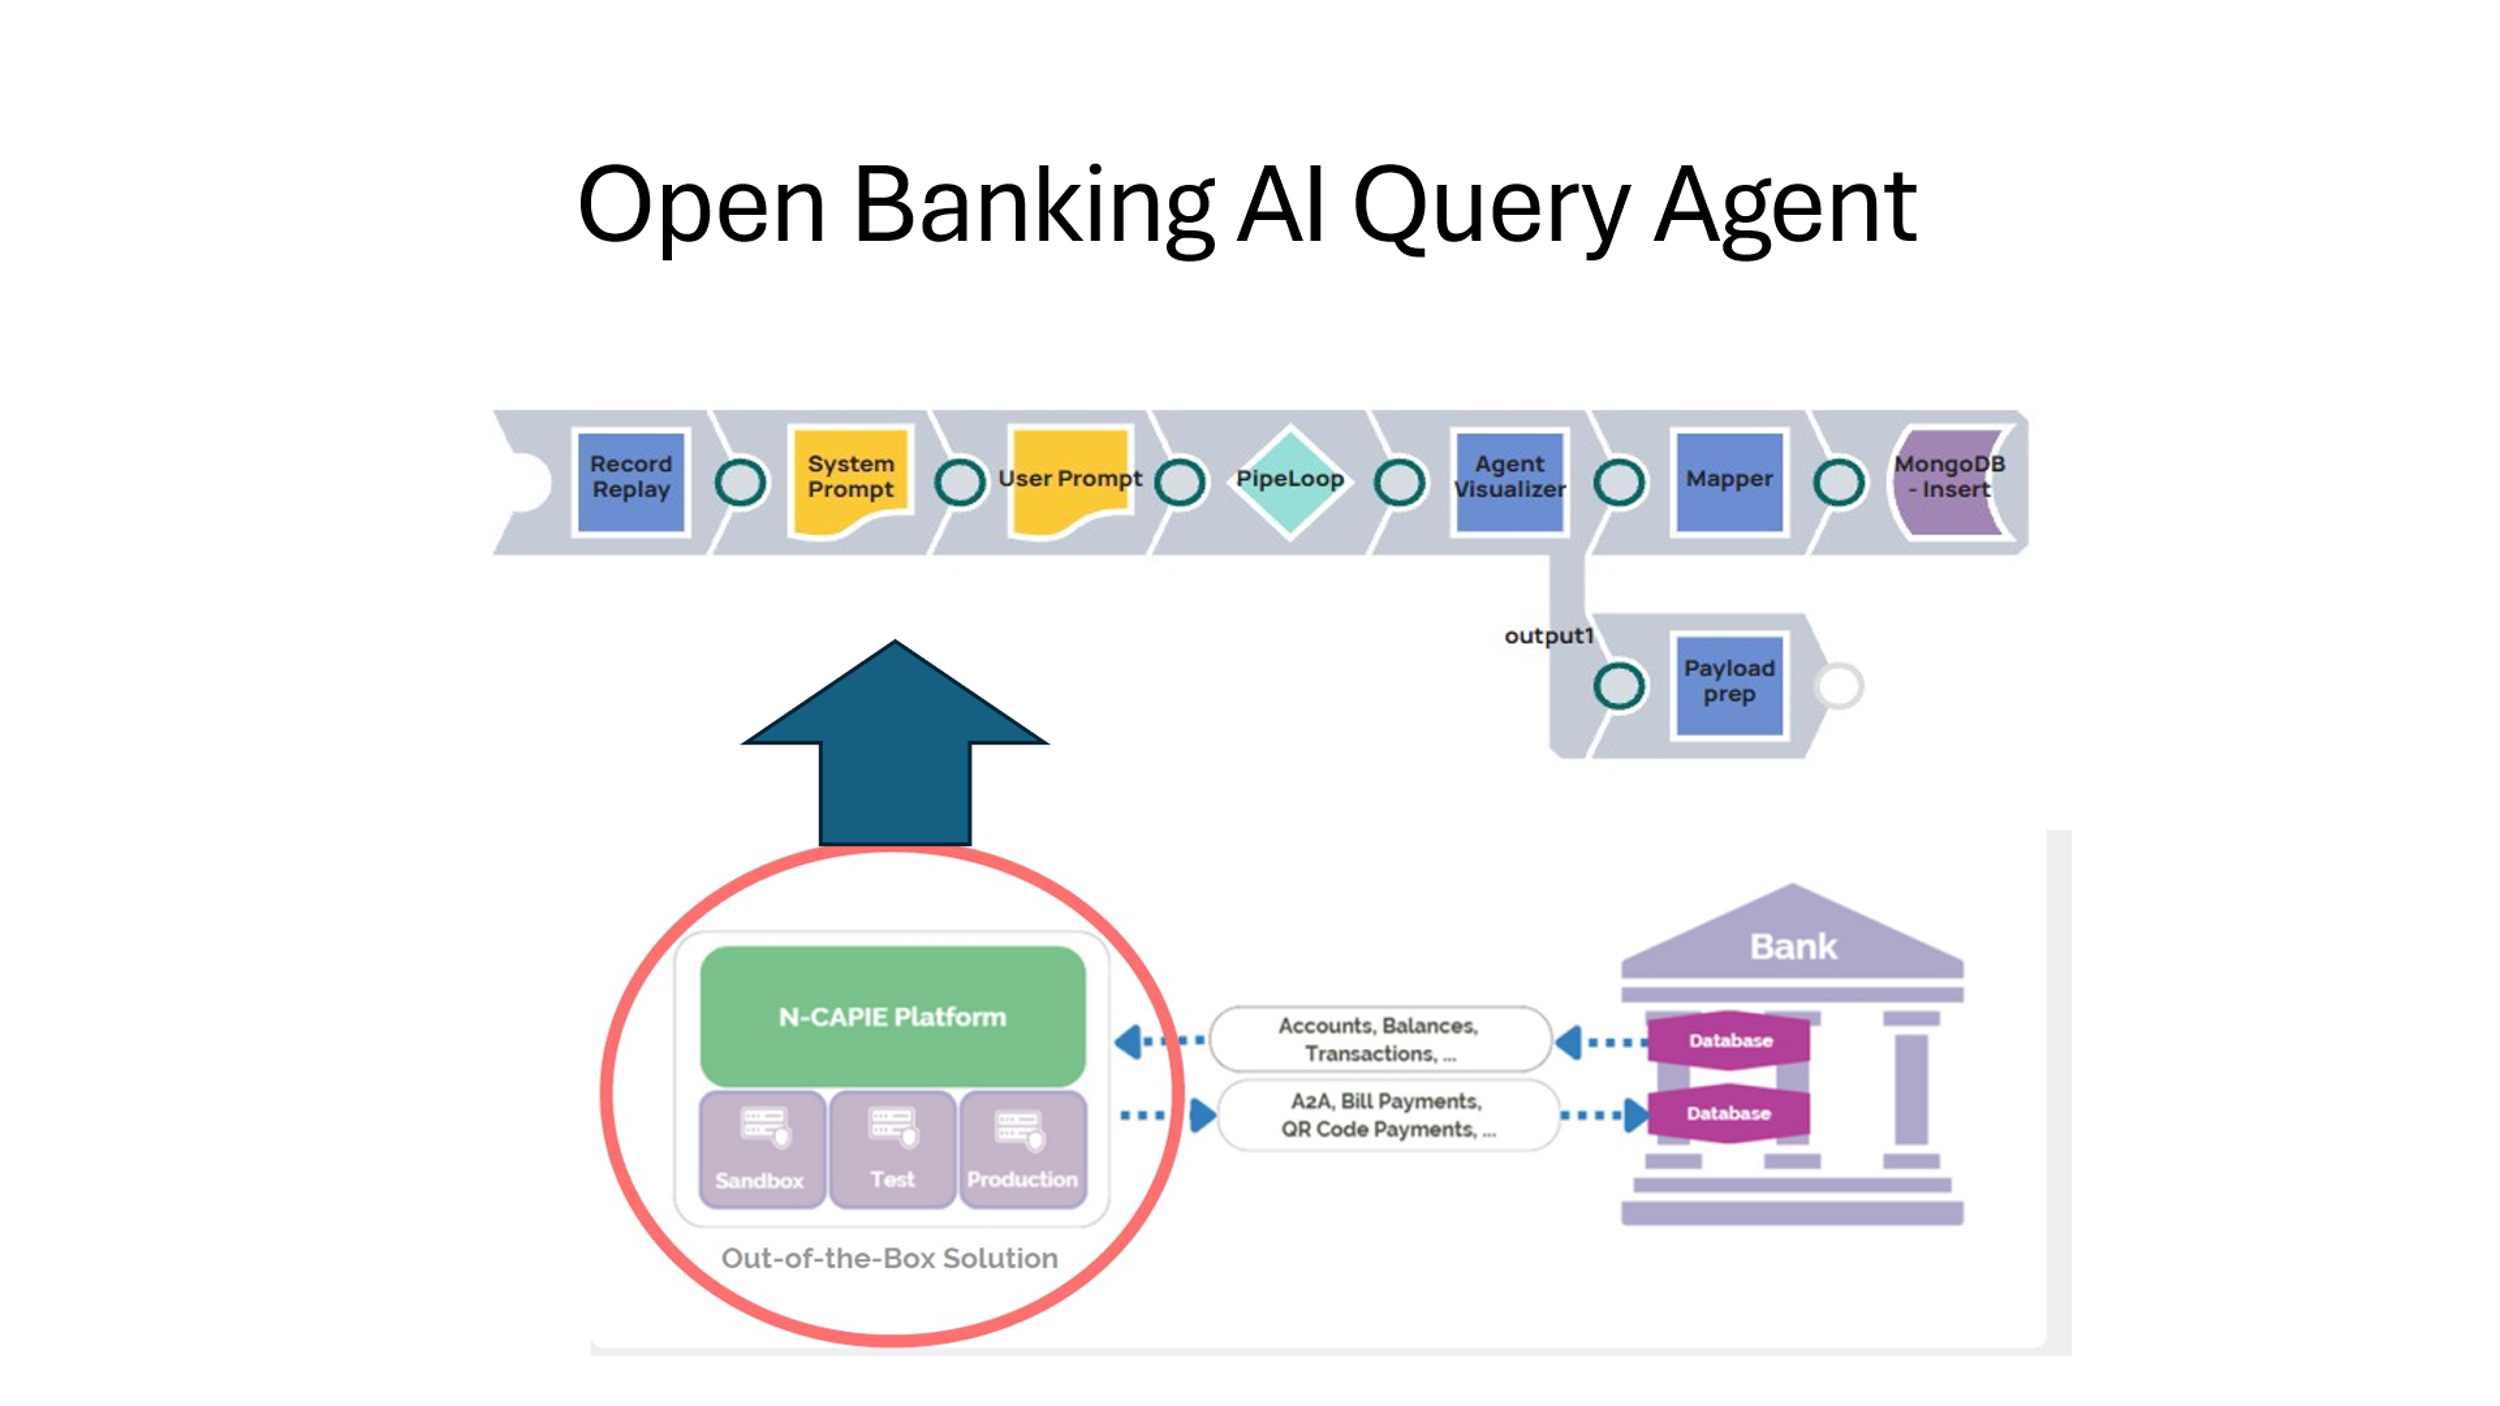 Open Banking AI Query Agent
Record
Replay
System
Prompt
User Prompt
PipeLoop
Agent
Visualizer
Mapper
MongoDB
- Insert
output1
Payload
prep
N-CAPIE Platform
Sandbox
Test
Production
Out-of-the-Box Solution
Accounts, Balances,
Transactions, ...
A2A, Bill Payments,
QR Code Payments, ...
Bank
Database
Database